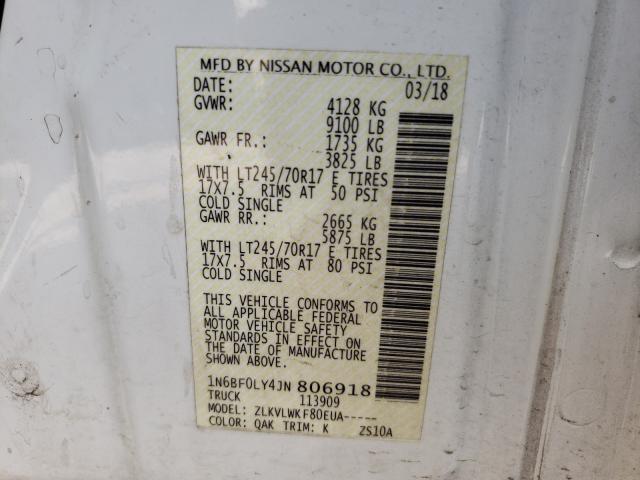 MFD BY NISSAN MOTOR CO., LTD.
DATE: 03/18
GVWR: 4128 KG
9100 LB
GAWR FR.: 1735 KG
3825 LB
WITH LT245/70R17 E TIRES
17X7.5 RIMS AT 50 PSI
COLD SINGLE
GAWR RR.: 2665 KG
5875 LB
WITH LT245/70R17 E TIRES
17X7.5 RIMS AT 80 PSI
COLD SINGLE
THIS VEHICLE CONFORMS TO
ALL APPLICABLE FEDERAL
MOTOR VEHICLE SAFETY
STANDARDS IN EFFECT ON
THE DATE OF MANUFACTURE
SHOWN ABOVE.
1N6BF0LY4JN 806918
TRUCK 113909
MODEL: ZLKVLWKF80EUA-----
COLOR: QAK TRIM: K ZS10A